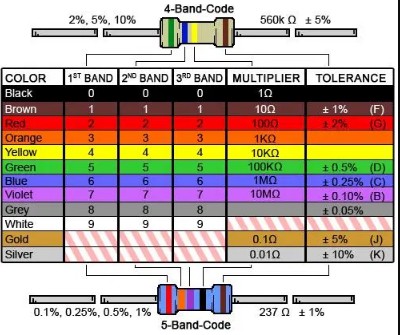 4-Band-Code
2%, 5%, 10% 560k Ω ± 5%
COLOR 1ST BAND 2ND BAND 3RD BAND MULTIPLIER TOLERANCE
Black 0 0 0 1Ω
Brown 1 1 1 10Ω ± 1% (F)
Red 2 2 2 100Ω ± 2% (G)
Orange 3 3 3 1KΩ
Yellow 4 4 4 10KΩ
Green 5 5 5 100KΩ ± 0.5% (D)
Blue 6 6 6 1MΩ ± 0.25% (C)
Violet 7 7 7 10MΩ ± 0.10% (B)
Grey 8 8 8 ± 0.05%
White 9 9 9
Gold 0.1Ω ± 5% (J)
Silver 0.01Ω ± 10% (K)
0.1%, 0.25%, 0.5%, 1% 237 Ω ± 1%
5-Band-Code